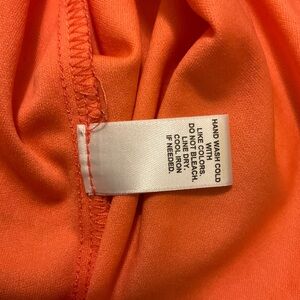 HAND WASH COLD
WITH
LIKE COLORS.
DO NOT BLEACH.
LINE DRY.
COOL IRON
IF NEEDED.